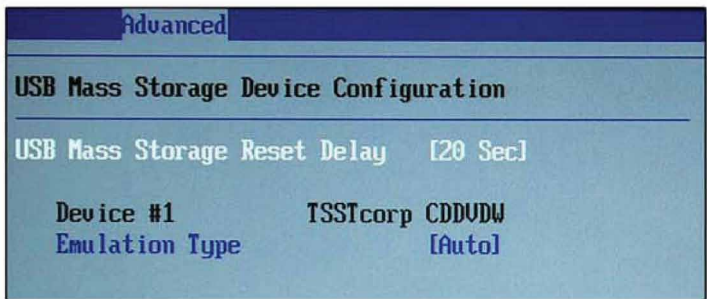 Advanced
USB Mass Storage Device Configuration
USB Mass Storage Reset Delay [20 Sec]
Device #1 TSSTcorp CDDVDW
Emulation Type [Auto]